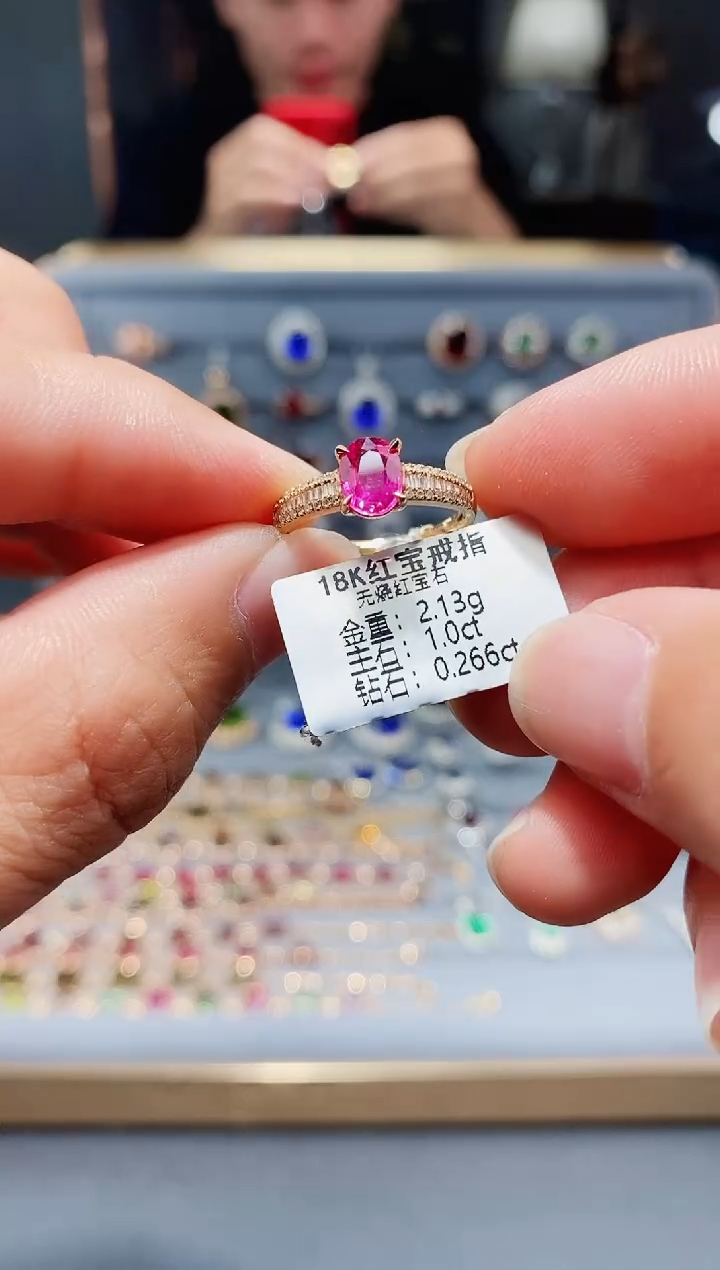 18K红宝戒指
无烧红宝石
金重：2.13g
主石：1.0ct
钻石：0.266ct